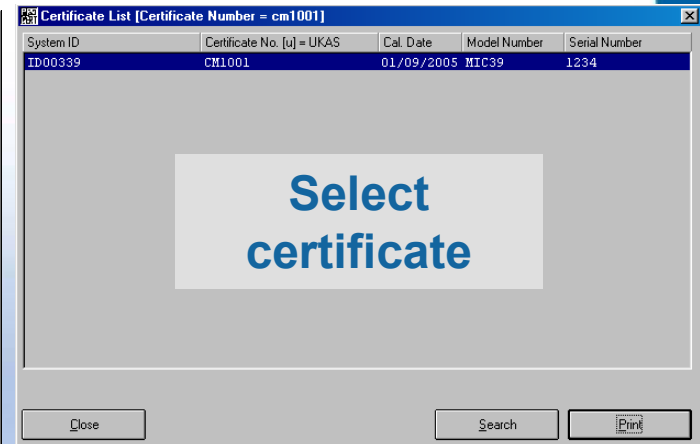 Certificate List [Certificate Number = cm1001]
System ID Certificate No. [u] = UKAS Cal. Date Model Number Serial Number
ID00339 CM1001 01/09/2005 MIC39 1234
Select
certificate
Close Search Print